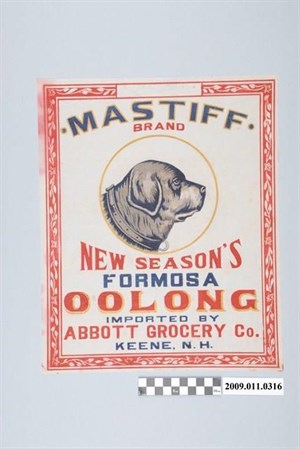 ·MASTIFF·
BRAND
NEW SEASON'S
FORMOSA
OOLONG
IMPORTED BY
ABBOTT GROCERY Co.
KEENE, N.H.
2009.011.0316